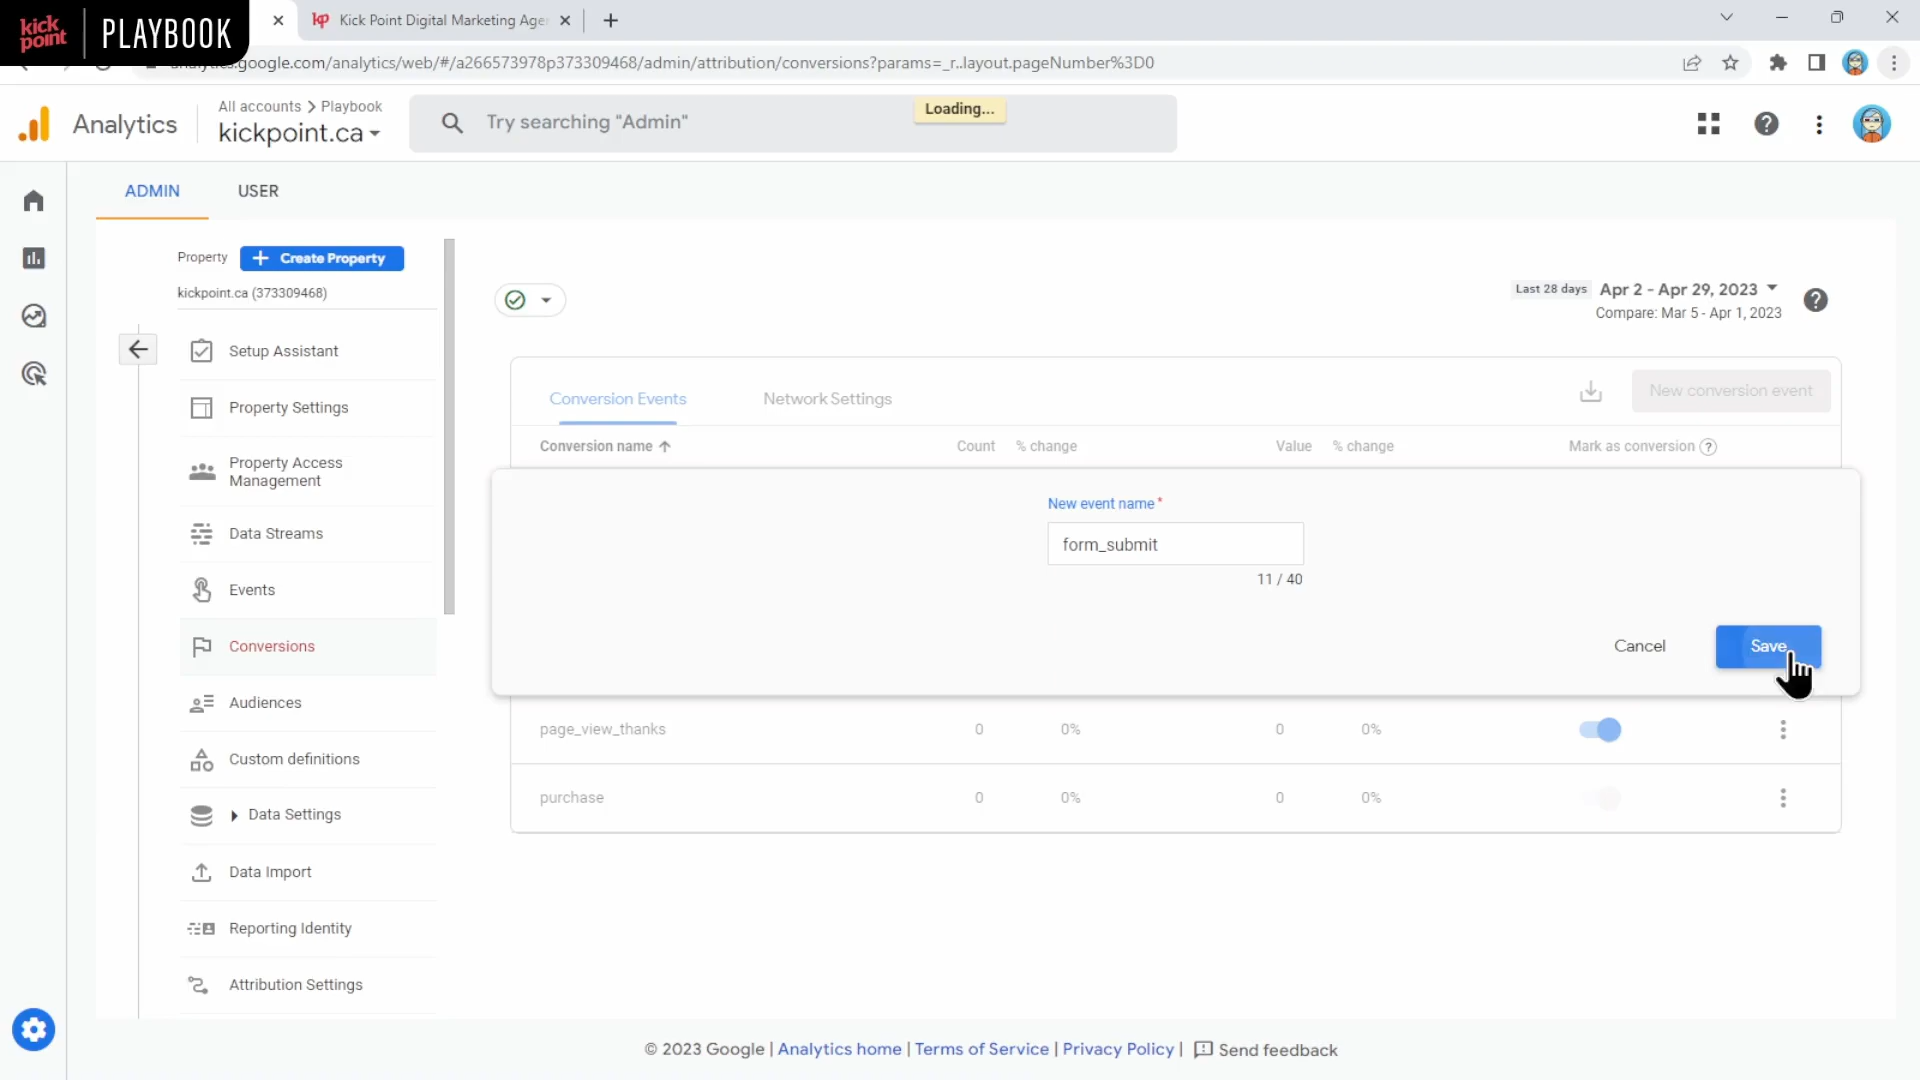 kick
point
PLAYBOOK
Kick Point Digital Marketing Age
analytics.google.com/analytics/web/#/a266573978p373309468/admin/attribution/conversions?params=_r..layout.pageNumber%3D0
Analytics
All accounts > Playbook
kickpoint.ca
Try searching "Admin"
Loading...
ADMIN
USER
Property
Create Property
kickpoint.ca (373309468)
Setup Assistant
Property Settings
Property Access
Management
Data Streams
Events
Conversions
Audiences
Custom definitions
Data Settings
Data Import
Reporting Identity
Attribution Settings
Last 28 days
Apr 2 - Apr 29, 2023
Compare: Mar 5 - Apr 1, 2023
Conversion Events
Network Settings
New conversion event
Conversion name
Count
% change
Value
% change
Mark as conversion
New event name *
form_submit
11 / 40
Cancel
Save
page_view_thanks 0 0% 0 0%
purchase 0 0% 0 0%
© 2023 Google | Analytics home | Terms of Service | Privacy Policy | Send feedback